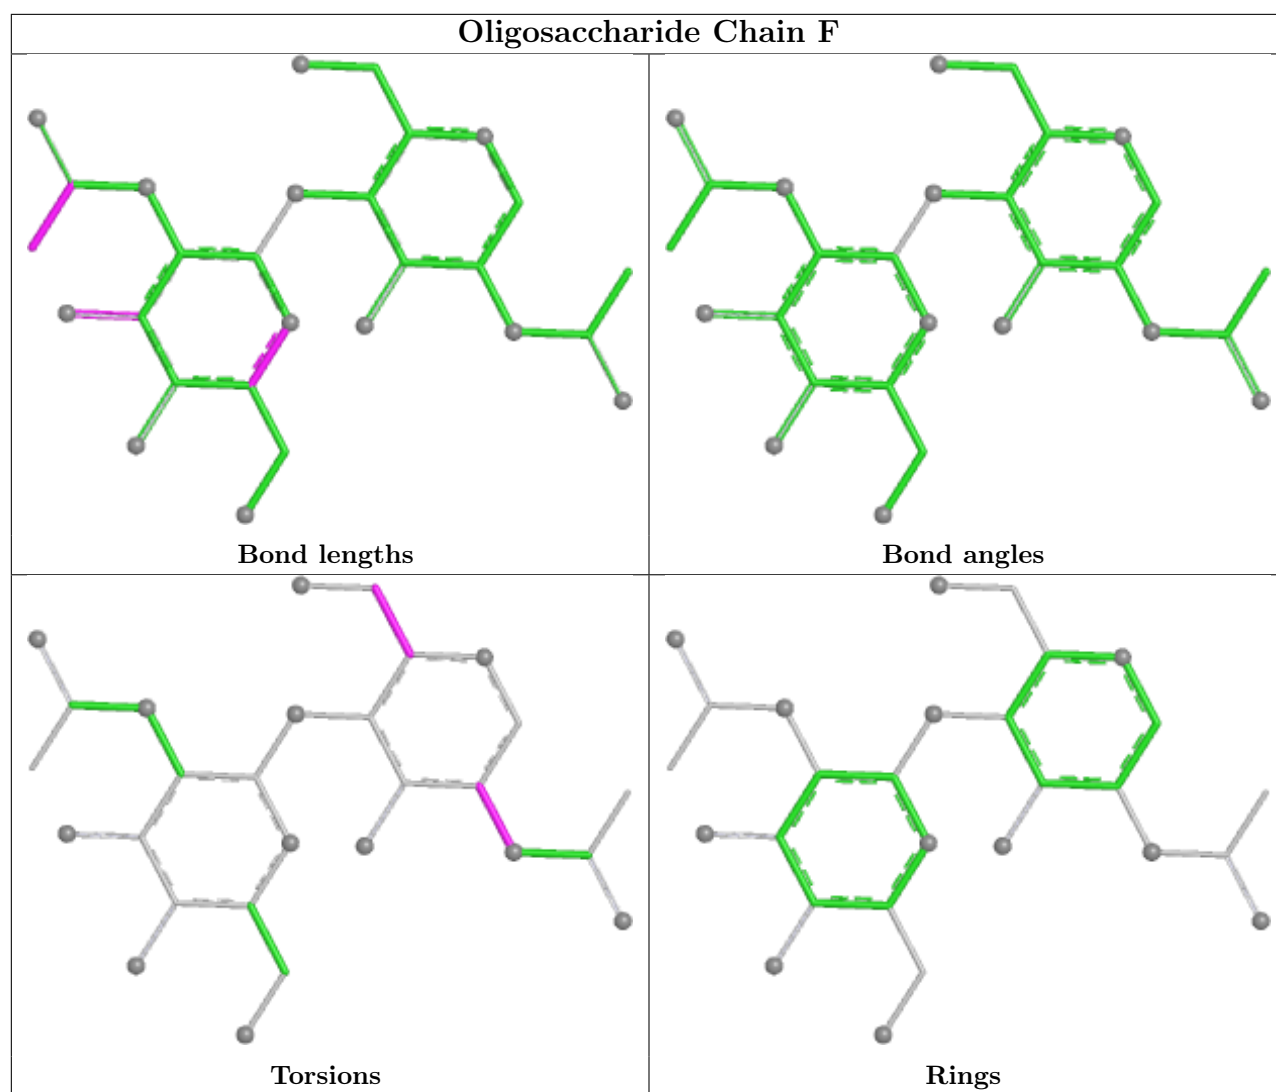 Oligosaccharide Chain F
Bond lengths
Bond angles
Torsions
Rings